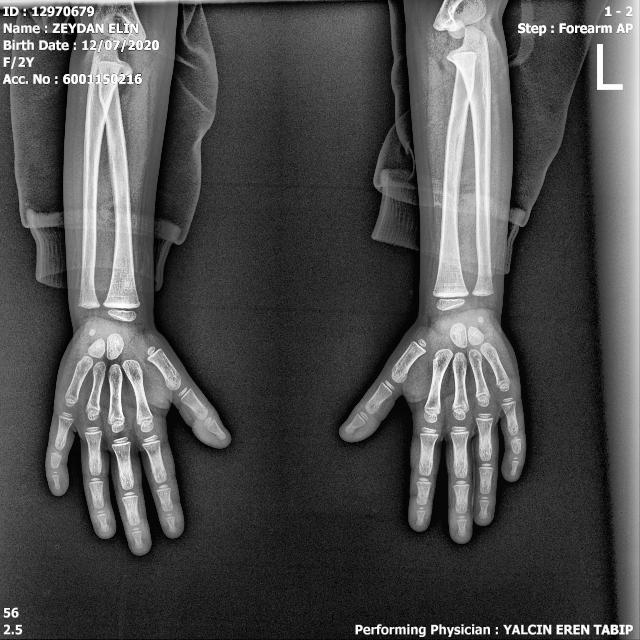 ID : 12970679
Name : ZEYDAN ELIN
Birth Date : 12/07/2020
F/2Y
Acc. No : 6001150216
1 - 2
Step : Forearm AP
L
56
2.5
Performing Physician : YALCIN EREN TABIP